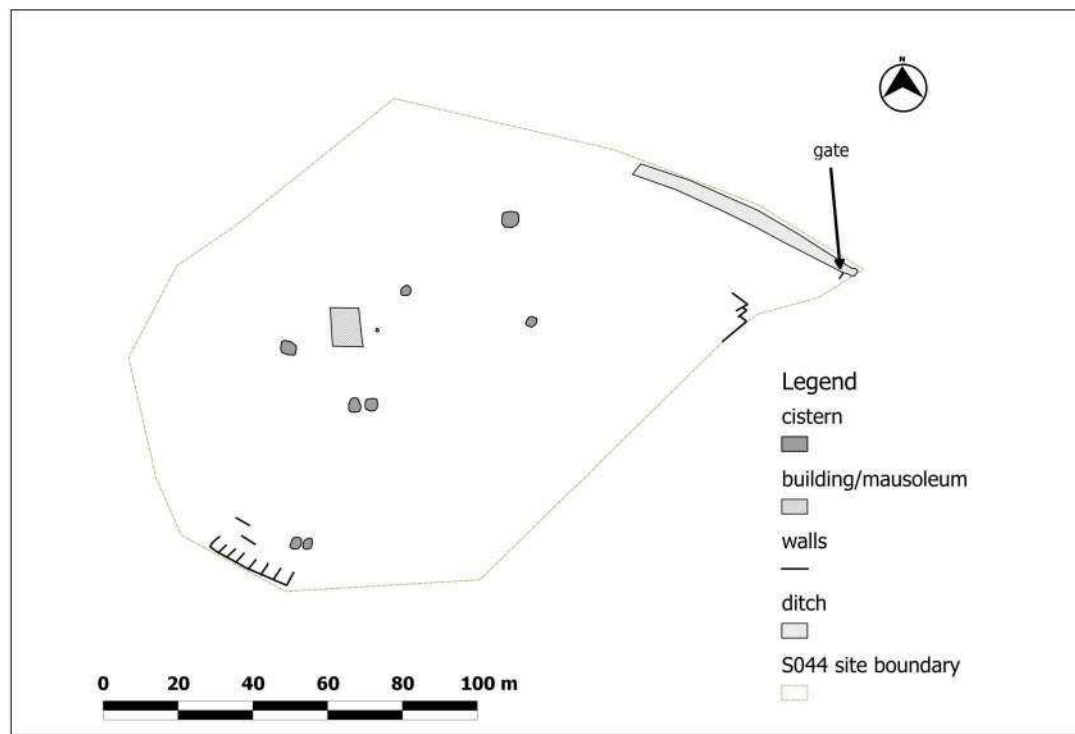 N
gate
Legend
cistern
building/mausoleum
walls
ditch
S044 site boundary
0 20 40 60 80 100 m